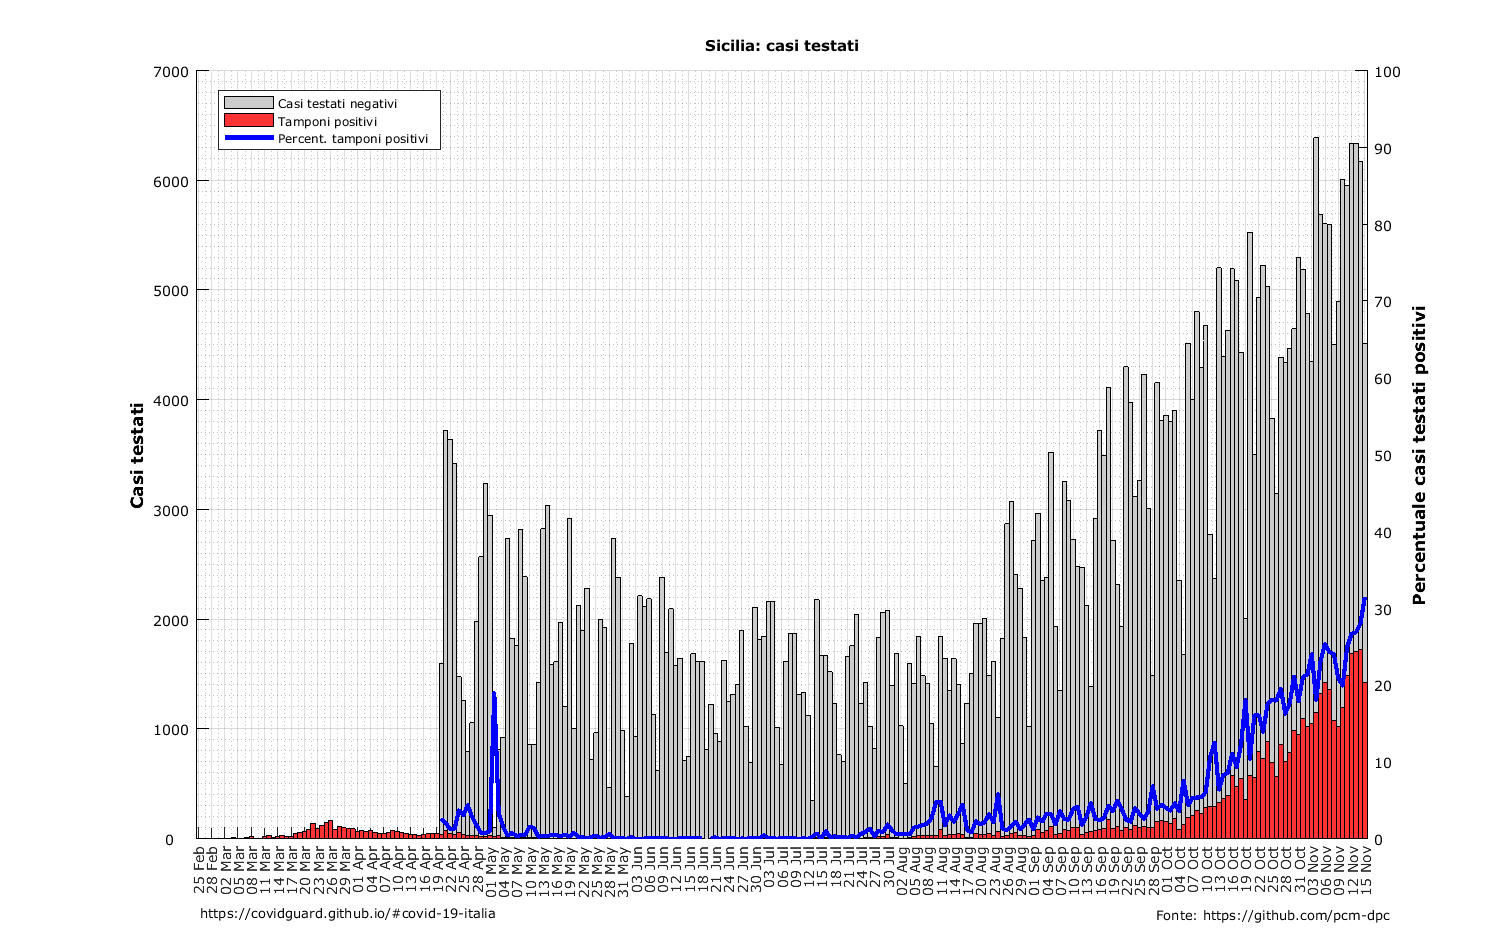 Sicilia: casi testati
7000
6000
5000
4000
3000
2000
1000
0
Casi testati
Casi testati negativi
Tamponi positivi
Percent. tamponi positivi
100
90
80
70
60
50
40
30
20
10
0
Percentuale casi testati positivi
25 Feb
28 Feb
02 Mar
05 Mar
08 Mar
11 Mar
14 Mar
17 Mar
20 Mar
23 Mar
26 Mar
29 Mar
01 Apr
04 Apr
07 Apr
10 Apr
13 Apr
16 Apr
19 Apr
22 Apr
25 Apr
28 Apr
01 May
04 May
07 May
10 May
13 May
16 May
19 May
22 May
25 May
28 May
31 May
03 Jun
06 Jun
09 Jun
12 Jun
15 Jun
18 Jun
21 Jun
24 Jun
27 Jun
30 Jun
03 Jul
06 Jul
09 Jul
12 Jul
15 Jul
18 Jul
21 Jul
24 Jul
27 Jul
30 Jul
02 Aug
05 Aug
08 Aug
11 Aug
14 Aug
17 Aug
20 Aug
23 Aug
26 Aug
29 Aug
01 Sep
04 Sep
07 Sep
10 Sep
13 Sep
16 Sep
19 Sep
22 Sep
25 Sep
28 Sep
01 Oct
04 Oct
07 Oct
10 Oct
13 Oct
16 Oct
19 Oct
22 Oct
25 Oct
28 Oct
31 Oct
03 Nov
06 Nov
09 Nov
12 Nov
15 Nov
https://covidguard.github.io/#covid-19-italia
Fonte: https://github.com/pcm-dpc